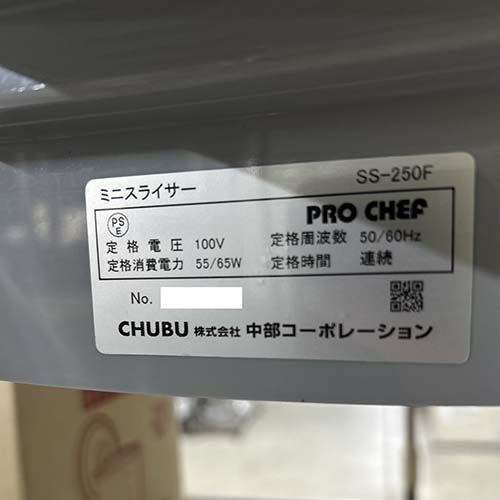 ミニスライサー SS-250F
PS
E
PRO CHEF
定格電圧 100V 定格周波数 50/60Hz
定格消費電力 55/65W 定格時間 連続
No.
CHUBU 株式会社 中部コーポレーション